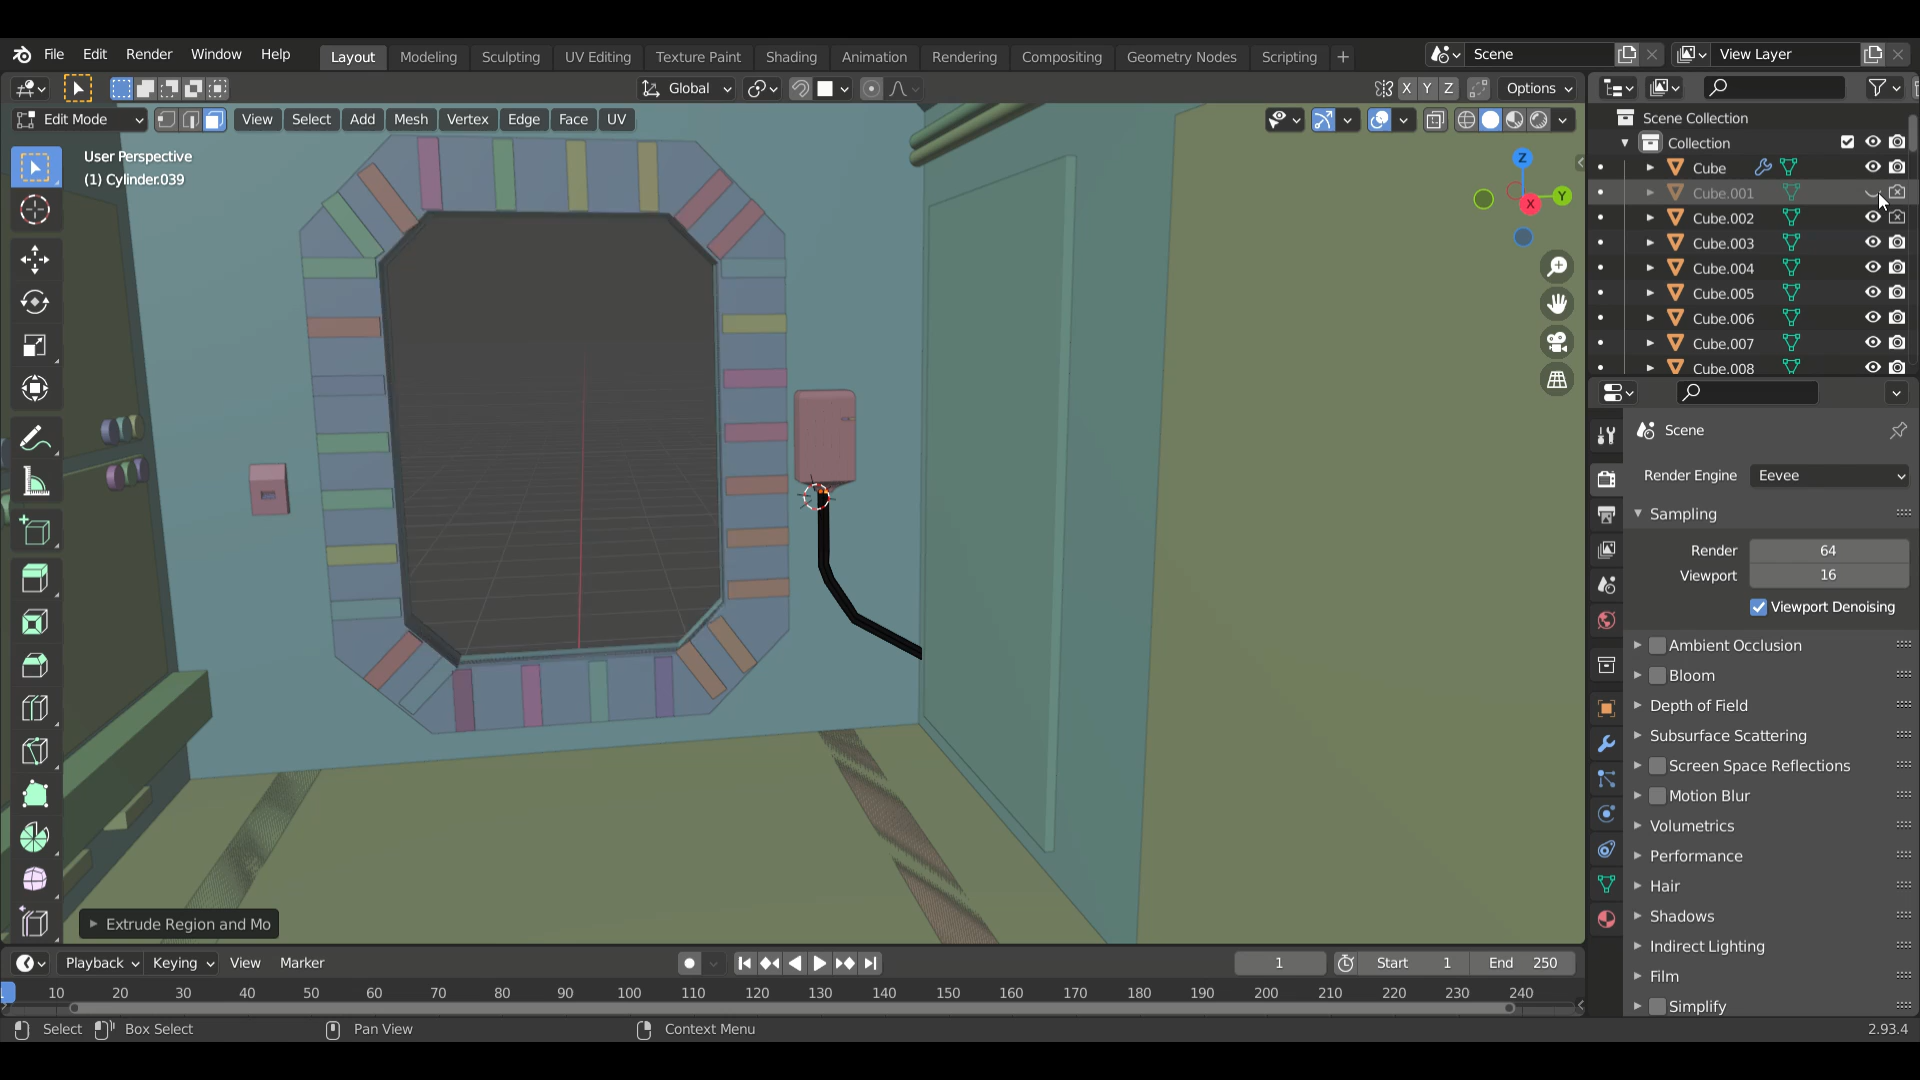 File Edit Render Window Help Layout Modeling Sculpting UV Editing Texture Paint Shading Animation Rendering Compositing Geometry Nodes Scripting + Scene View Layer
Global X Y Z Options
Edit Mode View Select Add Mesh Vertex Edge Face UV
User Perspective
(1) Cylinder.039
Z
Y
X
Extrude Region and Mo
Scene Collection
Collection
Cube
Cube.001
Cube.002
Cube.003
Cube.004
Cube.005
Cube.006
Cube.007
Cube.008
Scene
Render Engine Eevee
Sampling
Render 64
Viewport 16
Viewport Denoising
Ambient Occlusion
Bloom
Depth of Field
Subsurface Scattering
Screen Space Reflections
Motion Blur
Volumetrics
Performance
Hair
Shadows
Indirect Lighting
Film
Simplify
Playback Keying View Marker 1 Start 1 End 250
1 10 20 30 40 50 60 70 80 90 100 110 120 130 140 150 160 170 180 190 200 210 220 230 240
Select Box Select Pan View Context Menu 2.93.4